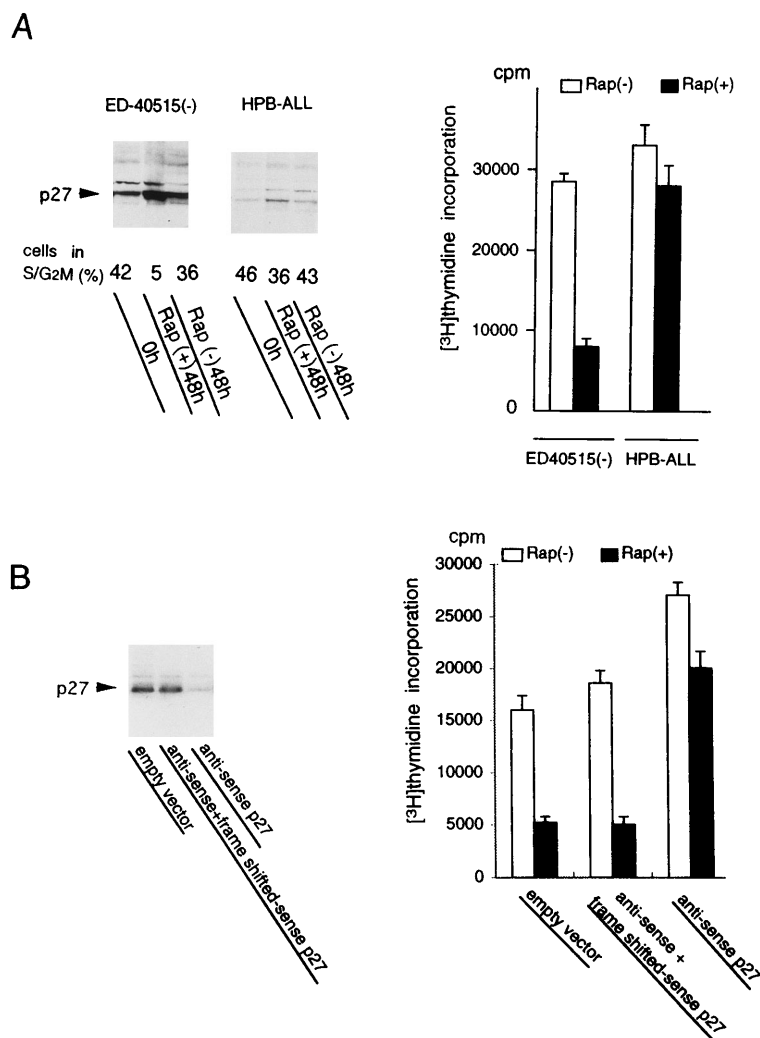 A
ED-40515(-)
HPB-ALL
p27
cells in
S/G2M (%)
42 5 36
46 36 43
0h
Rap (+)48h
Rap (-)48h
0h
Rap (+)48h
Rap (-)48h
cpm
Rap(-)
Rap(+)
[³H]thymidine incorporation
30000
20000
10000
0
ED40515(-)
HPB-ALL
B
p27
empty vector
anti-sense+frame shifted-sense p27
anti-sense p27
cpm
Rap(-)
Rap(+)
[³H]thymidine incorporation
30000
25000
20000
15000
10000
5000
0
empty vector
anti-sense +
frame shifted-sense p27
anti-sense p27